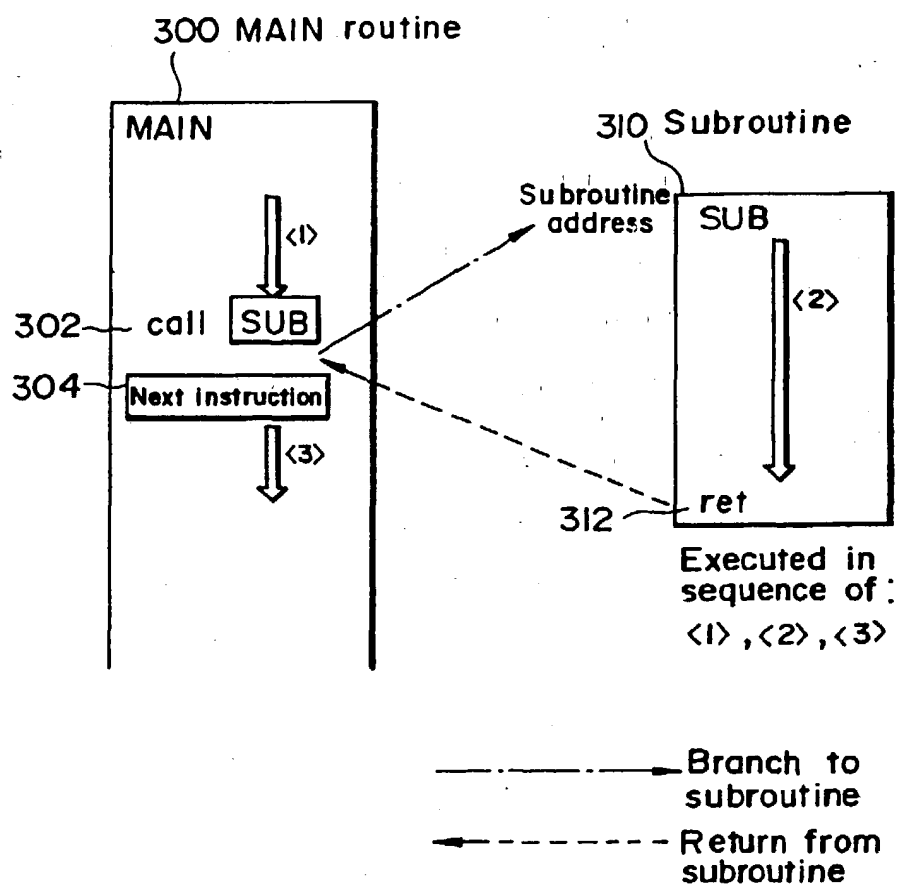 300 MAIN routine
MAIN
310 Subroutine
Subroutine
address
SUB
<1>
<2>
302 call SUB
304 Next instruction
<3>
312 ret
Executed in
sequence of :
<1>, <2>, <3>
Branch to
subroutine
Return from
subroutine